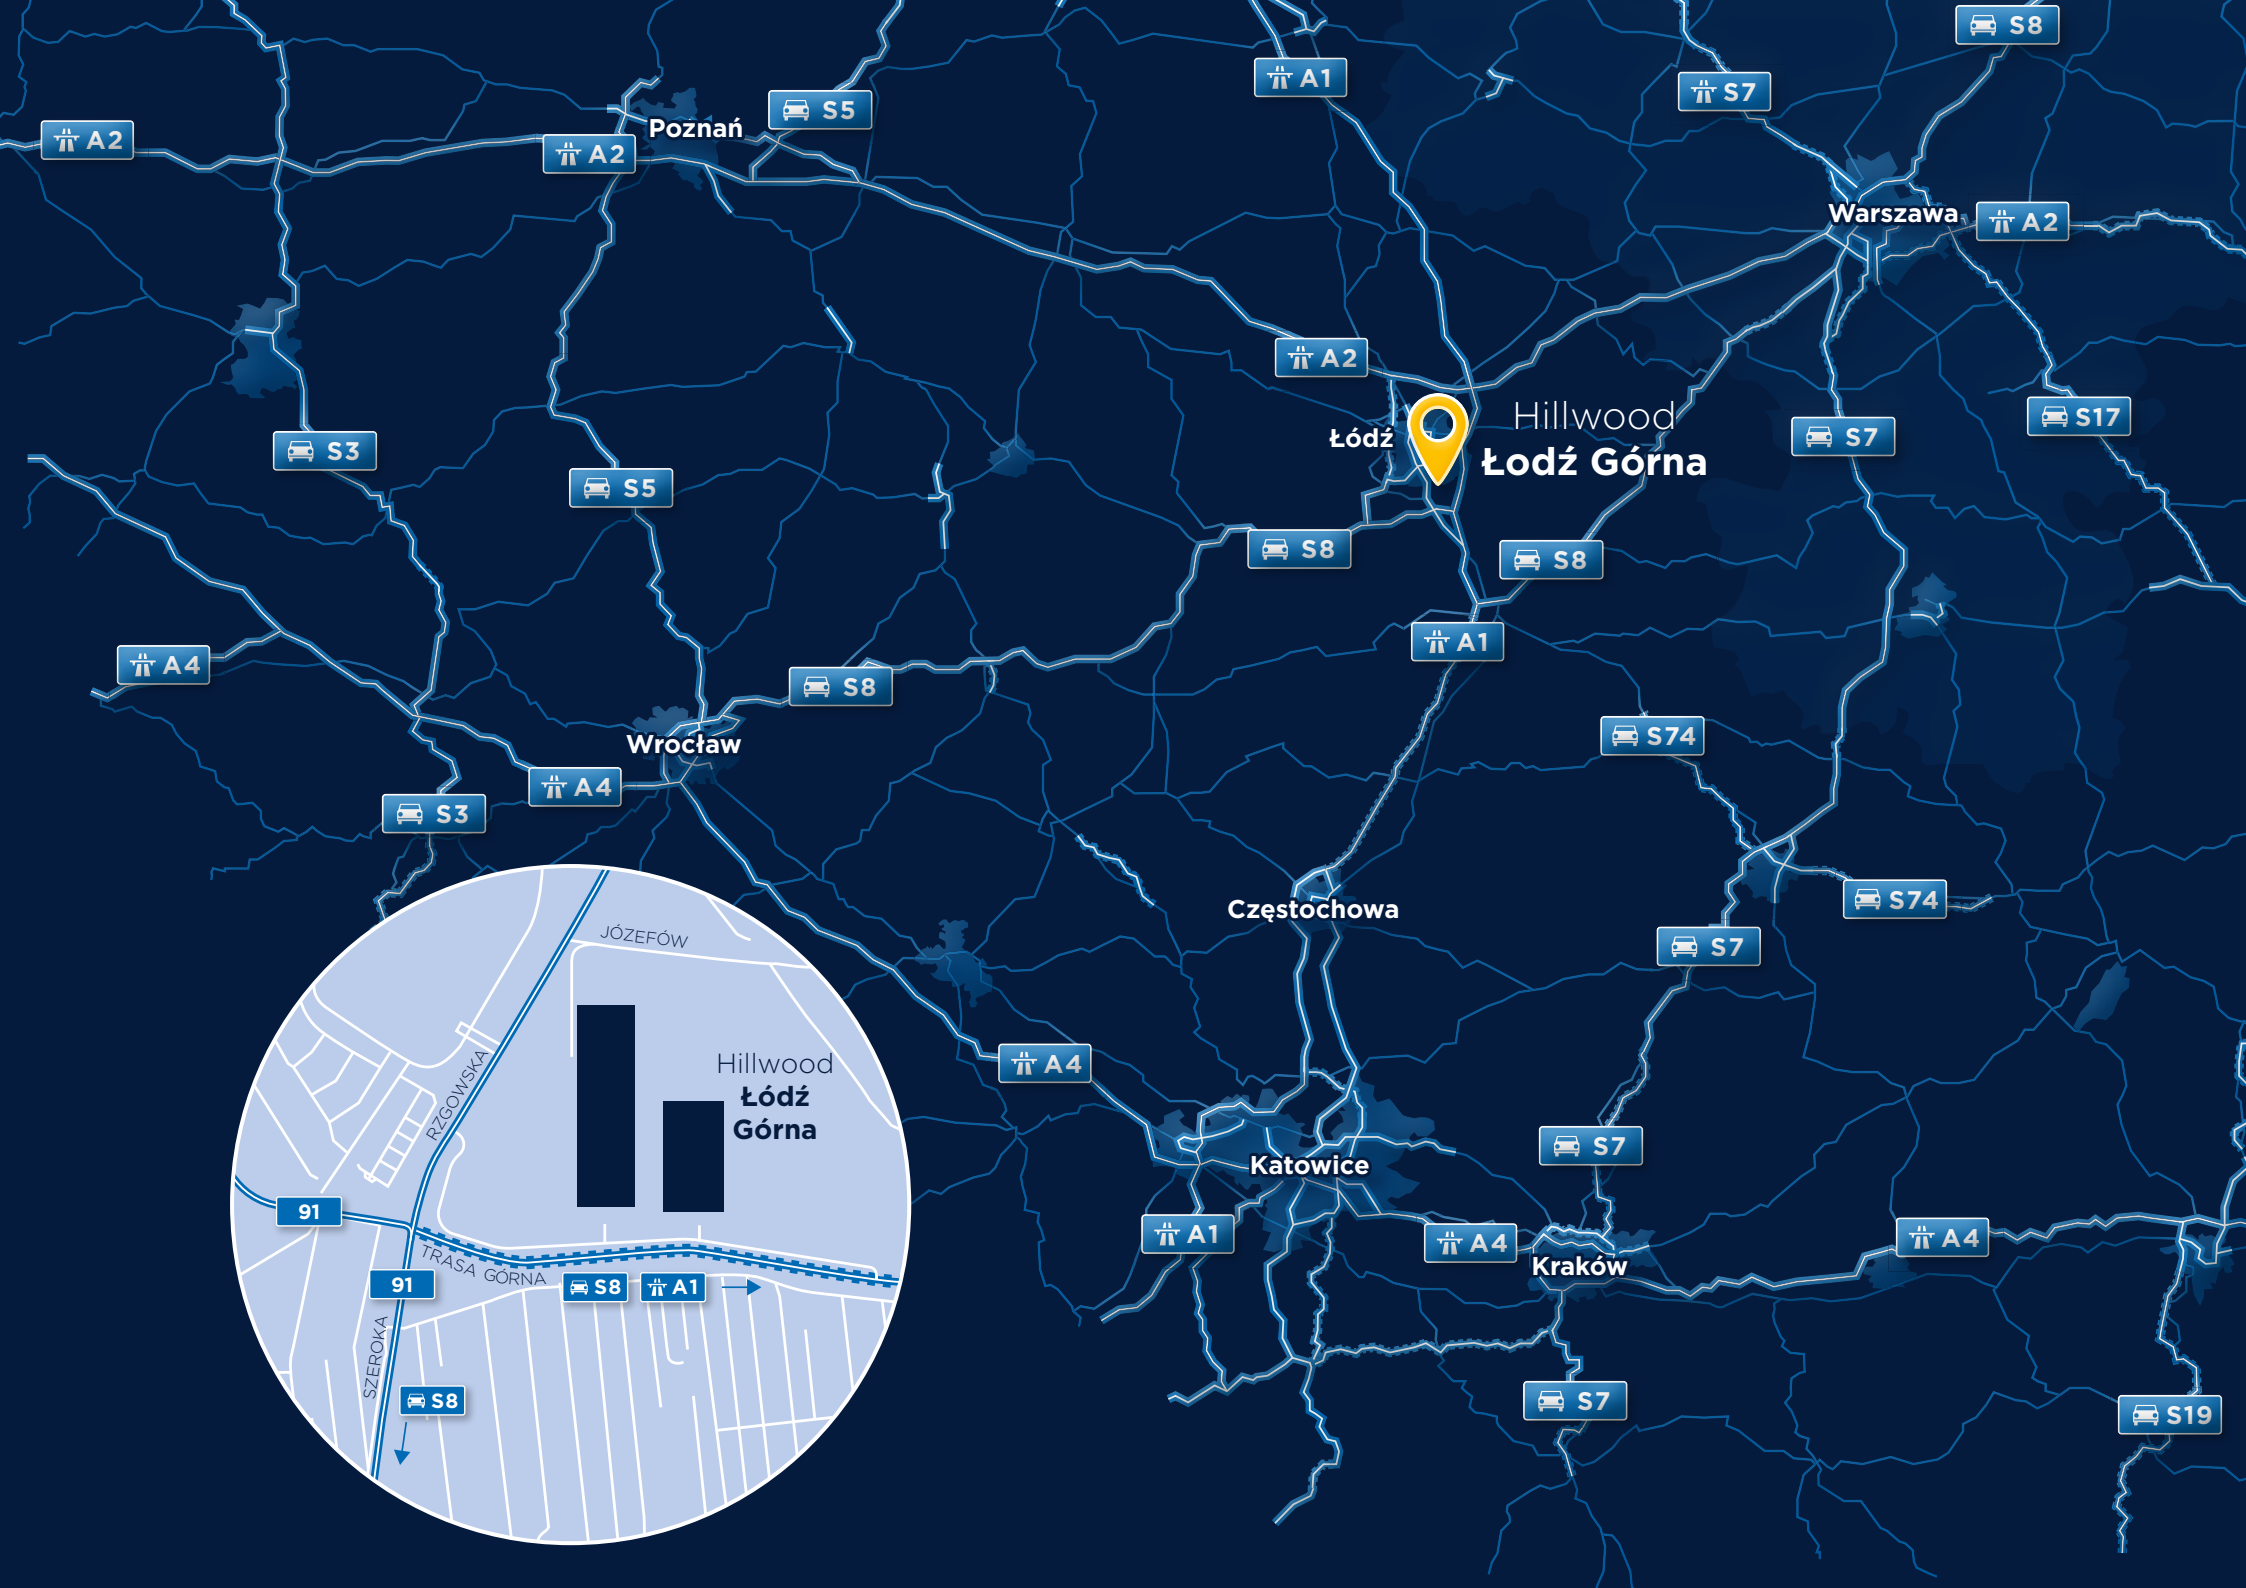 S8
A1
S7
S5
Poznań
A2
A2
Warszawa
A2
A2
Hillwood
Łodź Górna
Łódź
S17
S7
S3
S5
S8
S8
A1
A4
S8
S74
Wrocław
A4
S3
S74
Częstochowa
S7
A4
S7
Katowice
A1
A4
A4
Kraków
S7
S19
JÓZEFÓW
RZGOWSKA
Hillwood
Łódź
Górna
91
TRASA GÓRNA
91
S8
A1
SZEROKA
S8